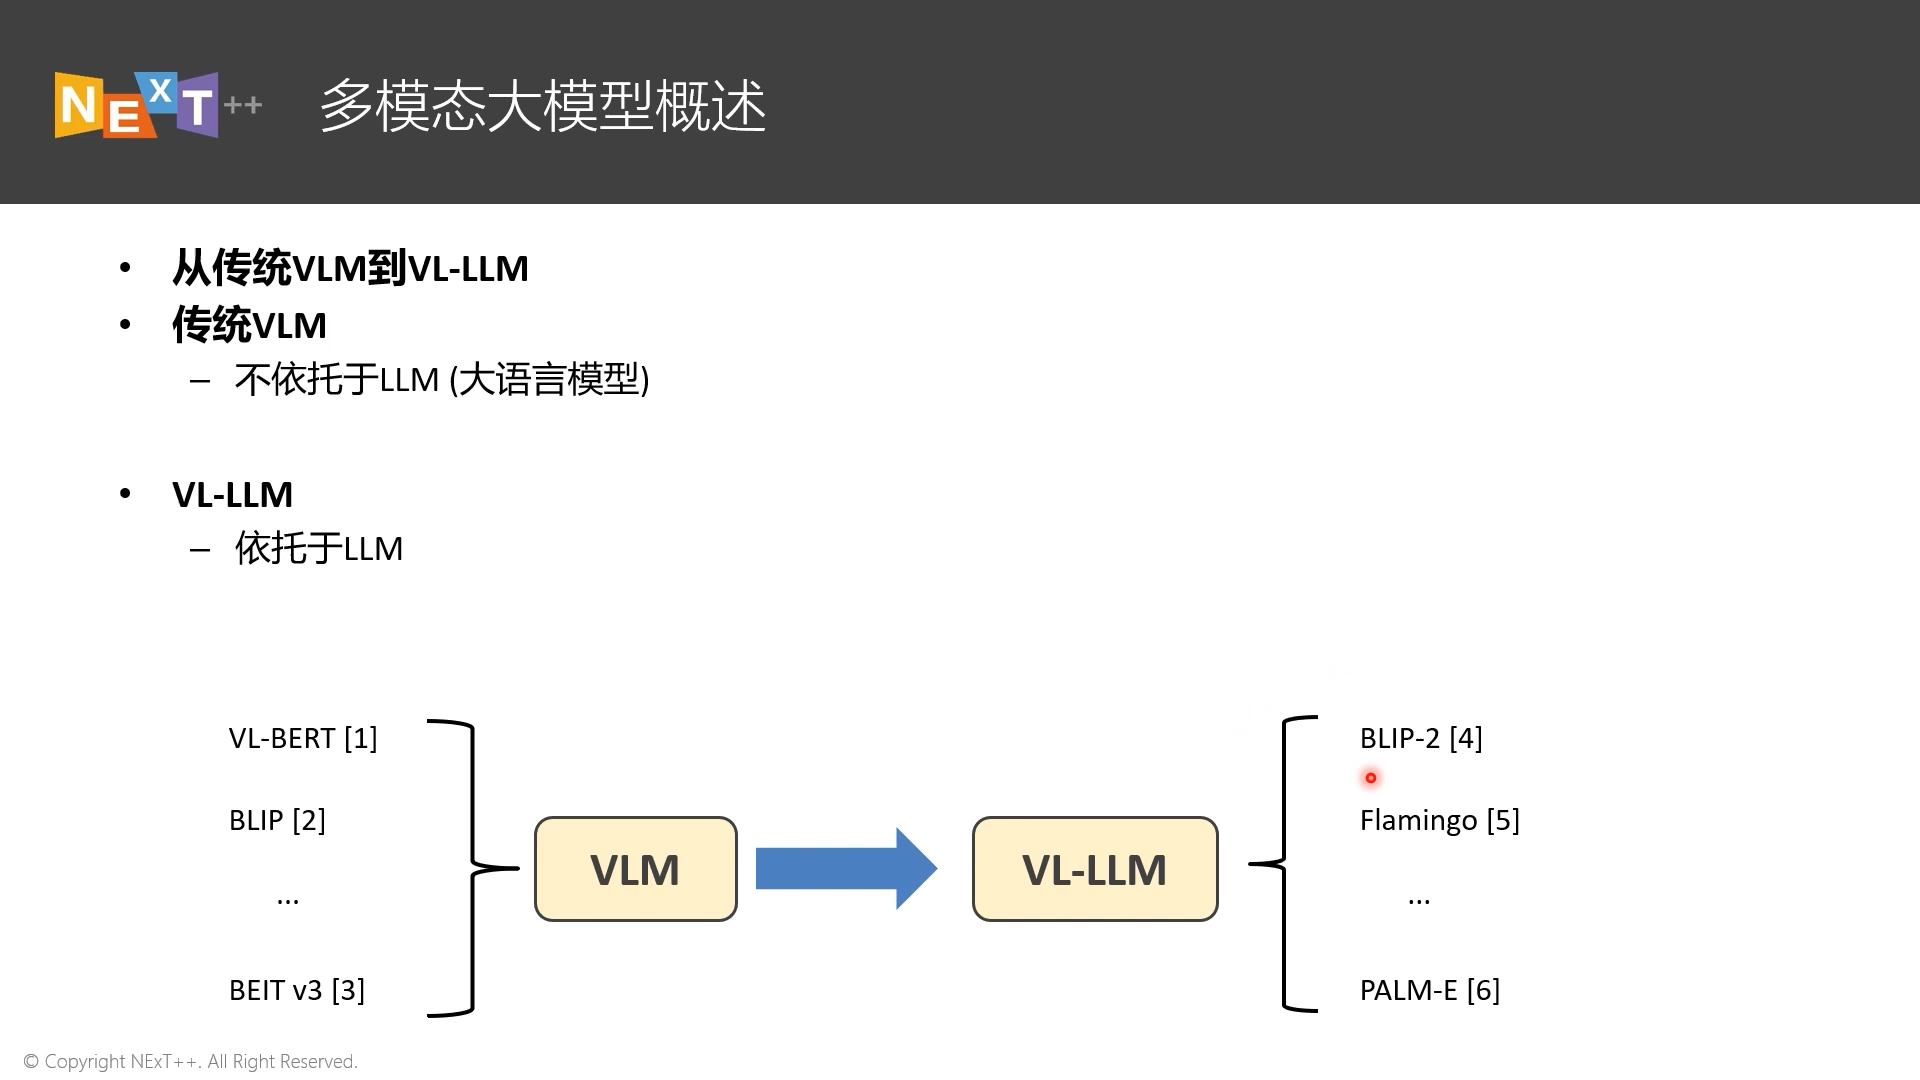 NExT++ 多模态大模型概述
• 从传统VLM到VL-LLM
• 传统VLM
– 不依托于LLM (大语言模型)
• VL-LLM
– 依托于LLM
VL-BERT [1]
BLIP [2]
...
BEIT v3 [3]
VLM
VL-LLM
BLIP-2 [4]
Flamingo [5]
...
PALM-E [6]
© Copyright NExT++. All Right Reserved.